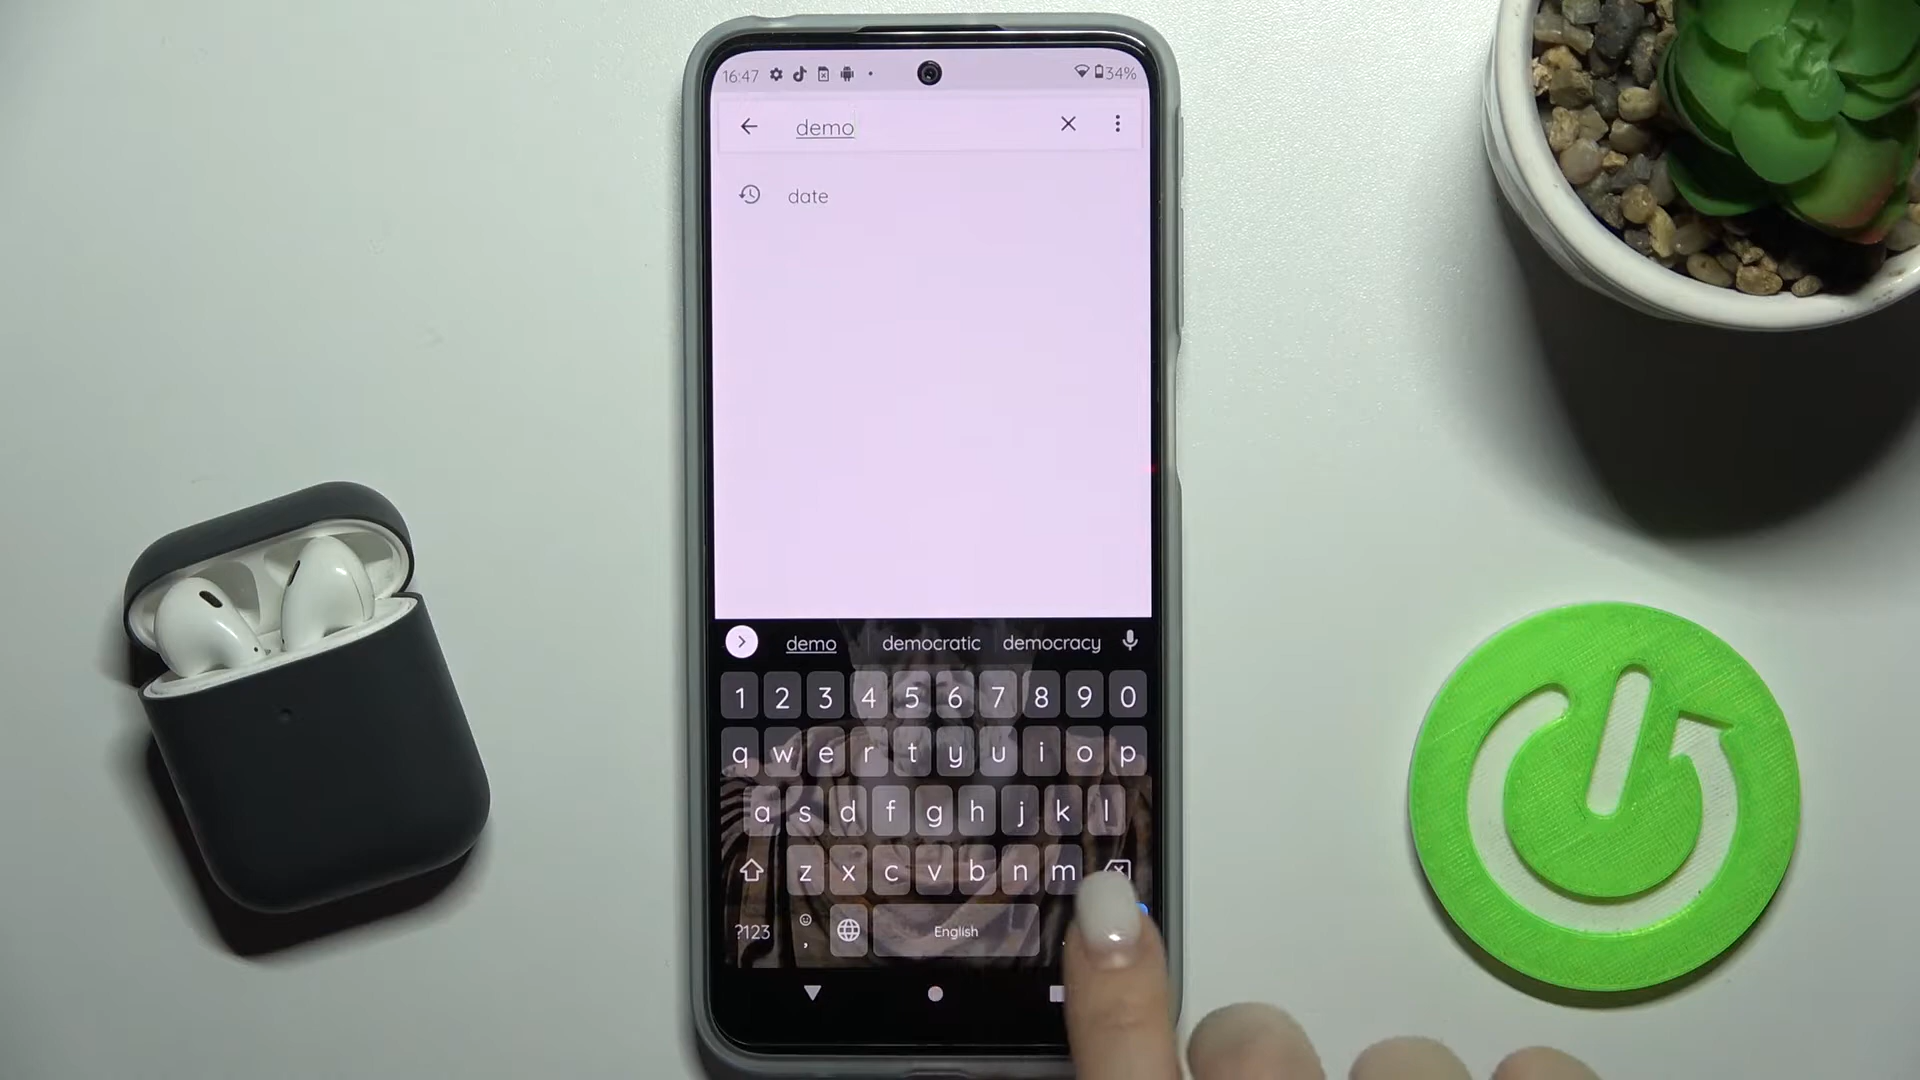 16:47 34%
demo
date
demo democratic democracy
1 2 3 4 5 6 7 8 9 0
q w e r t y u i o p
a s d f g h j k l
z x c v b n m
?123 , English .